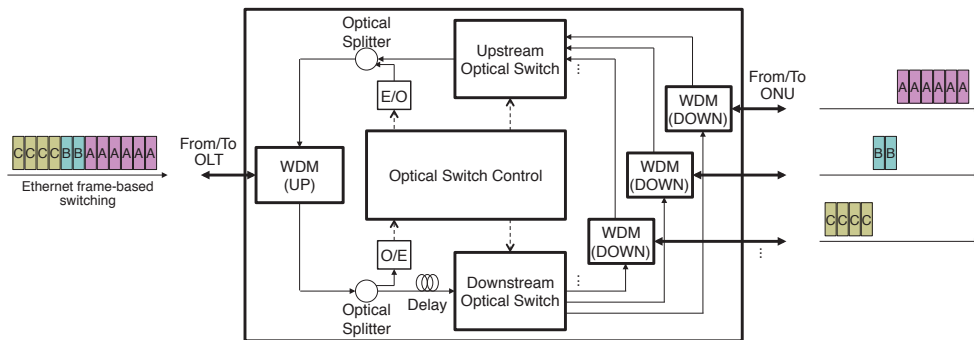 Optical
Splitter
Upstream
Optical Switch
E/O
WDM
(DOWN)
From/To
ONU
AAAAAA
From/To
OLT
CCCCBBAAAAAA
Ethernet frame-based
switching
WDM
(UP)
Optical Switch Control
WDM
(DOWN)
BB
WDM
(DOWN)
CCCC
O/E
Optical
Splitter
Delay
Downstream
Optical Switch